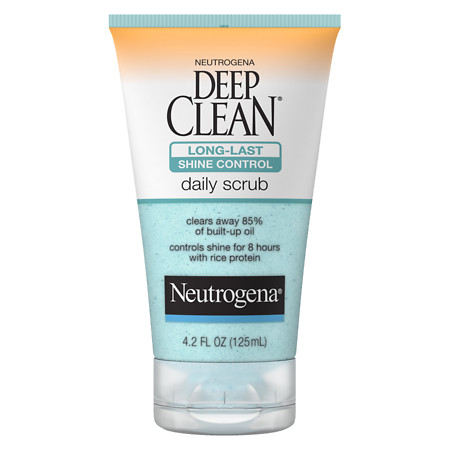 NEUTROGENA
DEEP
CLEAN®
LONG-LAST
SHINE CONTROL
daily scrub
clears away 85%
of built-up oil
controls shine for 8 hours
with rice protein
Neutrogena®
4.2 FL OZ (125mL)